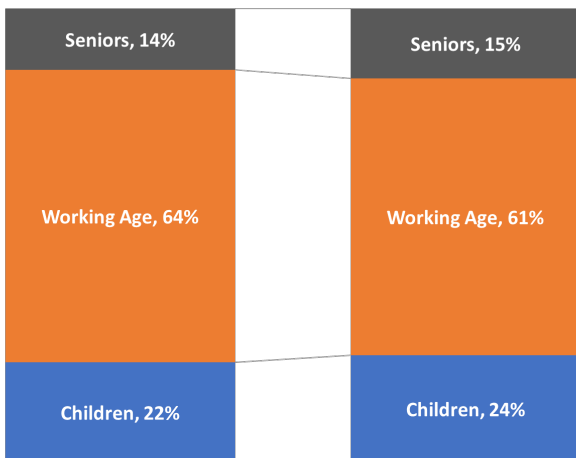 Seniors, 14%
Working Age, 64%
Children, 22%
Seniors, 15%
Working Age, 61%
Children, 24%